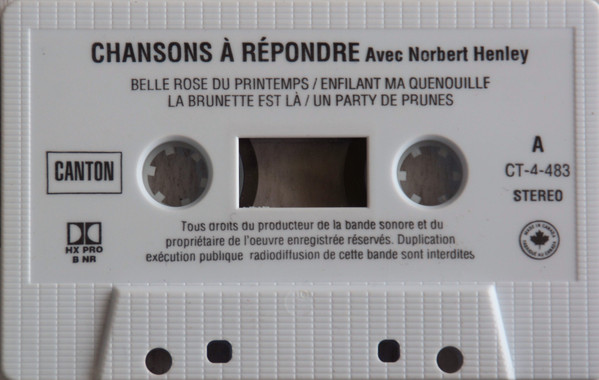 CHANSONS À RÉPONDRE Avec Norbert Henley
BELLE ROSE DU PRINTEMPS / ENFILANT MA QUENOUILLE
LA BRUNETTE EST LÀ / UN PARTY DE PRUNES
A
CANTON
CT-4-483
STEREO
HX PRO
B NR
Tous droits du producteur de la bande sonore et du
propriétaire de l'oeuvre enregistrée réservés. Duplication
exécution publique radiodiffusion de cette bande sont interdites